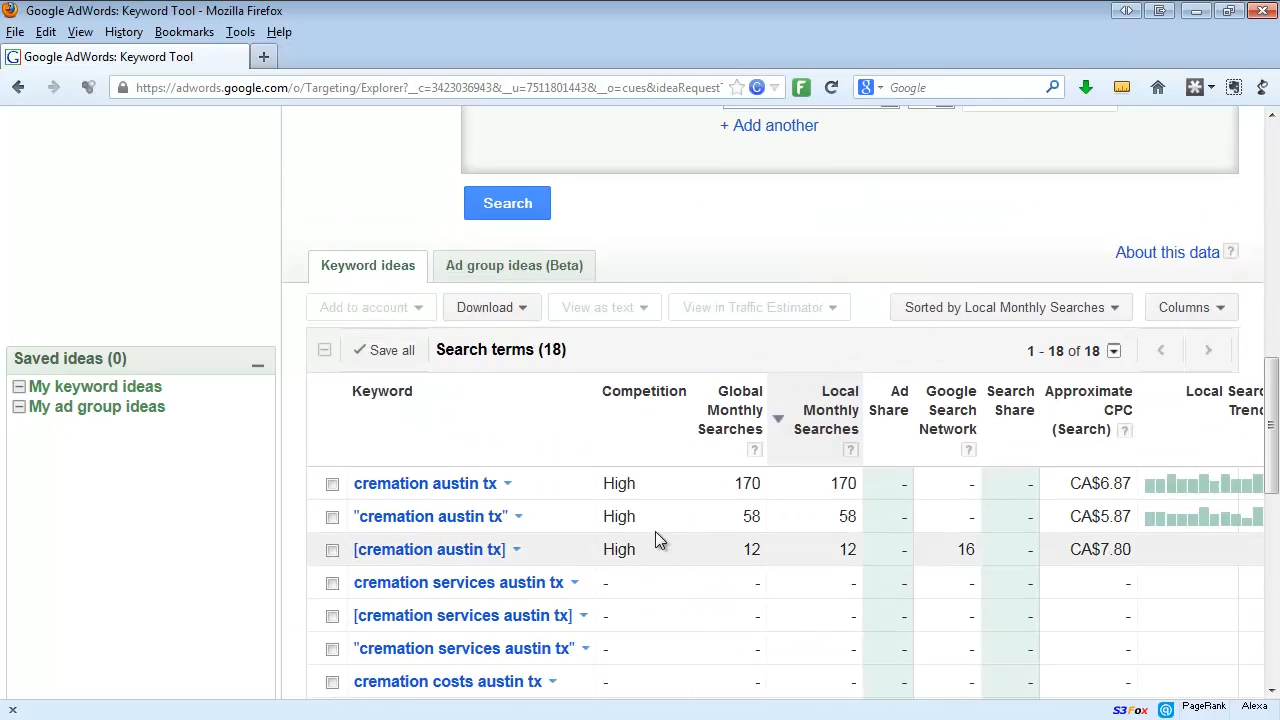 Google AdWords: Keyword Tool - Mozilla Firefox
File Edit View History Bookmarks Tools Help
Google AdWords: Keyword Tool
https://adwords.google.com/o/Targeting/Explorer?__c=3423036943&__u=7511801443&__o=cues&ideaRequestT
Google
+ Add another
Search
Keyword ideas Ad group ideas (Beta) About this data ?
Add to account Download View as text View in Traffic Estimator Sorted by Local Monthly Searches Columns
Save all Search terms (18) 1 - 18 of 18
Saved ideas (0)
My keyword ideas
My ad group ideas
Keyword Competition Global Local Ad Google Search Approximate Local Searc
Monthly Monthly Share Search Share CPC Tren
Searches Searches Network (Search) ?
? ? ?
cremation austin tx High 170 170 - - - CA$6.87
"cremation austin tx" High 58 58 - - - CA$5.87
[cremation austin tx] High 12 12 - 16 - CA$7.80
cremation services austin tx - - - - - - -
[cremation services austin tx] - - - - - - -
"cremation services austin tx" - - - - - - -
cremation costs austin tx - - - - - - -
S3Fox PageRank Alexa